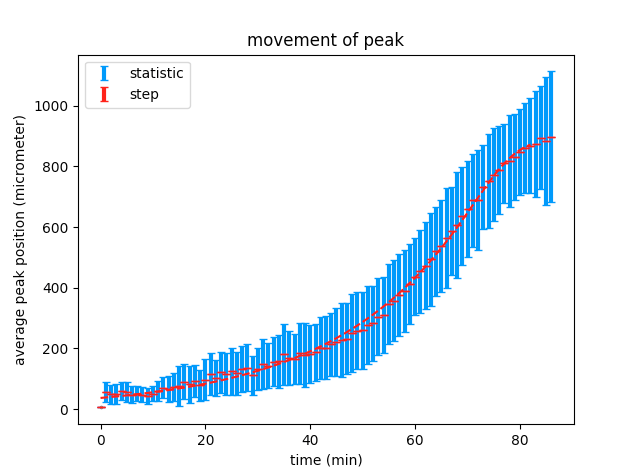 movement of peak
statistic
step
average peak position (micrometer)
1000
800
600
400
200
0
0 20 40 60 80
time (min)